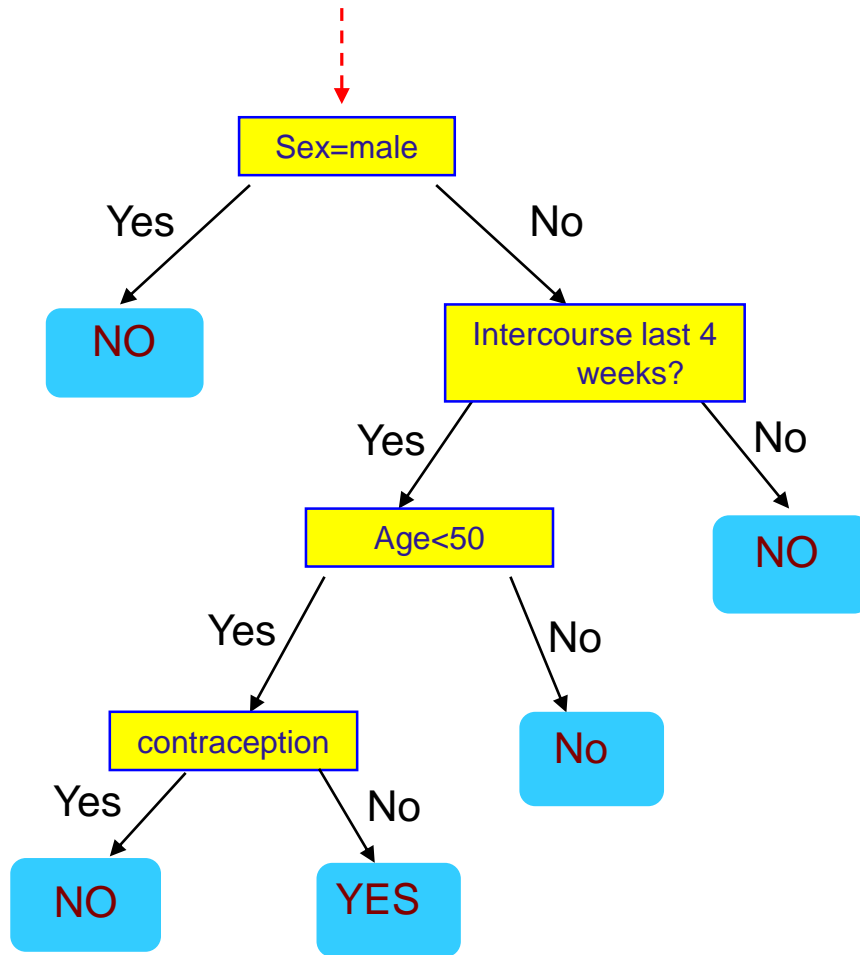 Sex=male
Yes
No
NO
Intercourse last 4
weeks?
Yes
No
Age<50
NO
Yes
No
contraception
No
Yes
No
NO
YES